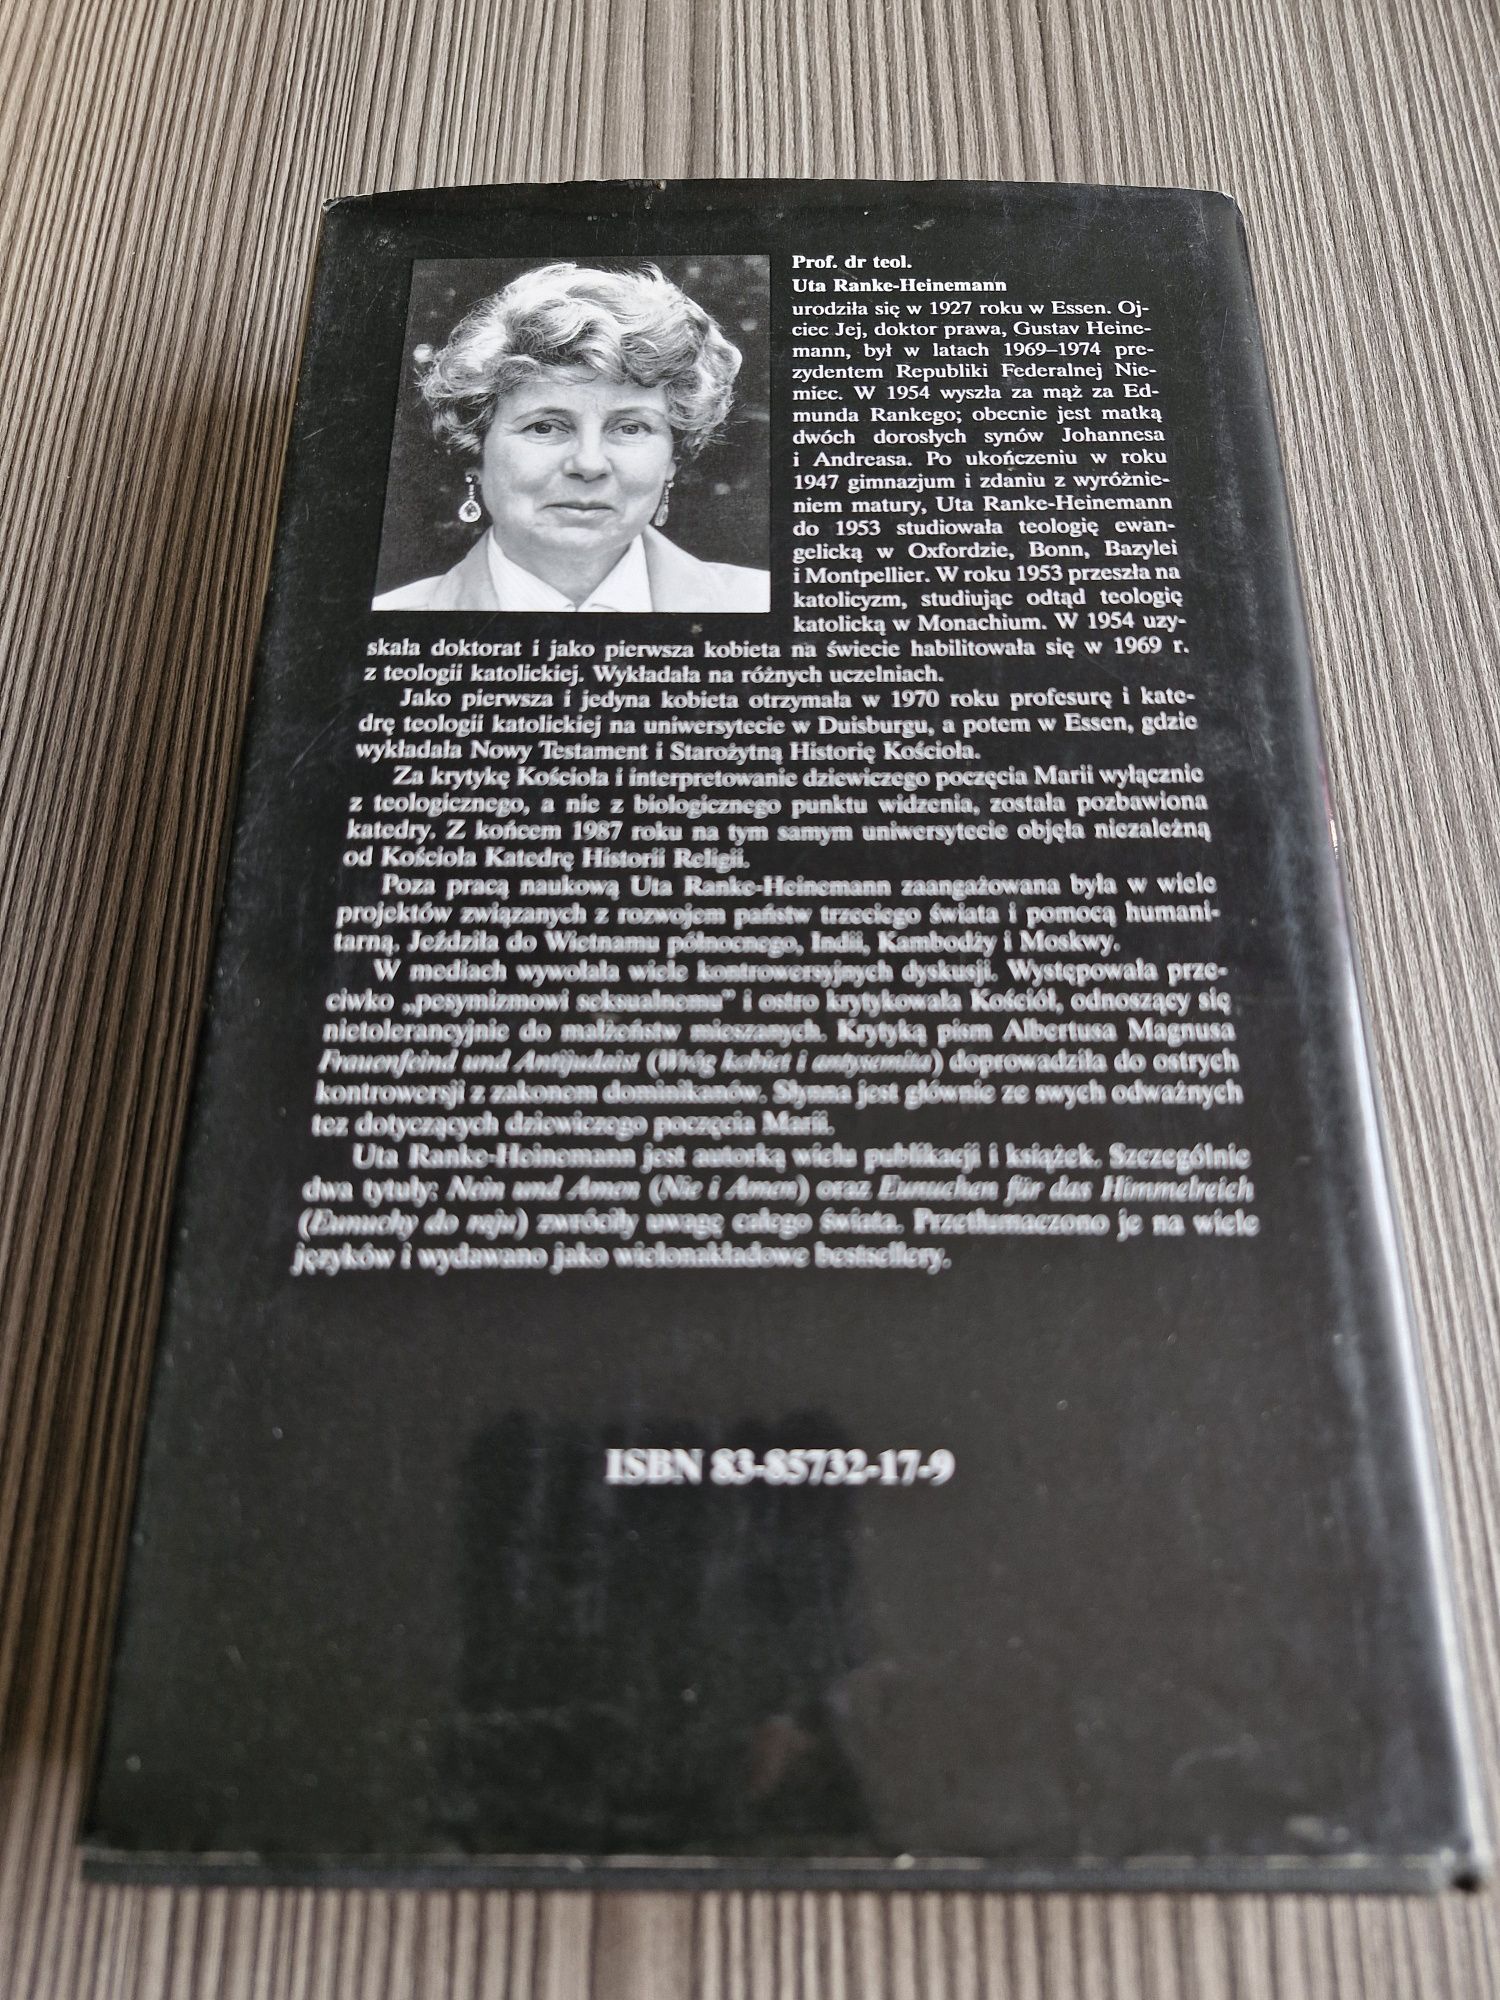 Prof. dr teol.
Uta Ranke-Heinemann
urodziła się w 1927 roku w Essen. Oj-
ciec Jej, doktor prawa, Gustav Heine-
mann, był w latach 1969–1974 pre-
zydentem Republiki Federalnej Nie-
miec. W 1954 wyszła za mąż za Ed-
munda Rankego; obecnie jest matką
dwóch dorosłych synów Johannesa
i Andreasa. Po ukończeniu w roku
1947 gimnazjum i zdaniu z wyróżnie-
niem matury, Uta Ranke-Heinemann
do 1953 studiowała teologię ewan-
gelicką w Oxfordzie, Bonn, Bazylei
i Montpellier. W roku 1953 przeszła na
katolicyzm, studiując odtąd teologię
katolicką w Monachium. W 1954 uzy-
skała doktorat i jako pierwsza kobieta na świecie habilitowała się w 1969 r.
z teologii katolickiej. Wykładała na różnych uczelniach.
Jako pierwsza i jedyna kobieta otrzymała w 1970 roku profesurę i kate-
drę teologii katolickiej na uniwersytecie w Duisburgu, a potem w Essen, gdzie
wykładała Nowy Testament i Starożytną Historię Kościoła.
Za krytykę Kościoła i interpretowanie dziewiczego poczęcia Marii wyłącznie
z teologicznego, a nie z biologicznego punktu widzenia, została pozbawiona
katedry. Z końcem 1987 roku na tym samym uniwersytecie objęła niezależną
od Kościoła Katedrę Historii Religii.
Poza pracą naukową Uta Ranke-Heinemann zaangażowana była w wiele
projektów związanych z rozwojem państw trzeciego świata i pomocą humani-
tarną. Jeździła do Wietnamu północnego, Indii, Kambodży i Moskwy.
W mediach wywołała wiele kontrowersyjnych dyskusji. Występowała prze-
ciwko „pesymizmowi seksualnemu” i ostro krytykowała Kościół, odnoszący się
nietolerancyjnie do małżeństw mieszanych. Krytyką pism Albertusa Magnusa
Frauenfeind und Antijudaist (Wróg kobiet i antysemita) doprowadziła do ostrych
kontrowersji z zakonem dominikanów. Słynna jest głównie ze swych odważnych
tez dotyczących dziewiczego poczęcia Marii.
Uta Ranke-Heinemann jest autorką wielu publikacji i książek. Szczególnie
dwa tytuły: Nein und Amen (Nie i Amen) oraz Eunuchen für das Himmelreich
(Eunuchy do raju) zwróciły uwagę całego świata. Przetłumaczono je na wiele
języków i wydawano jako wielonakładowe bestsellery.
ISBN 83-85732-17-9